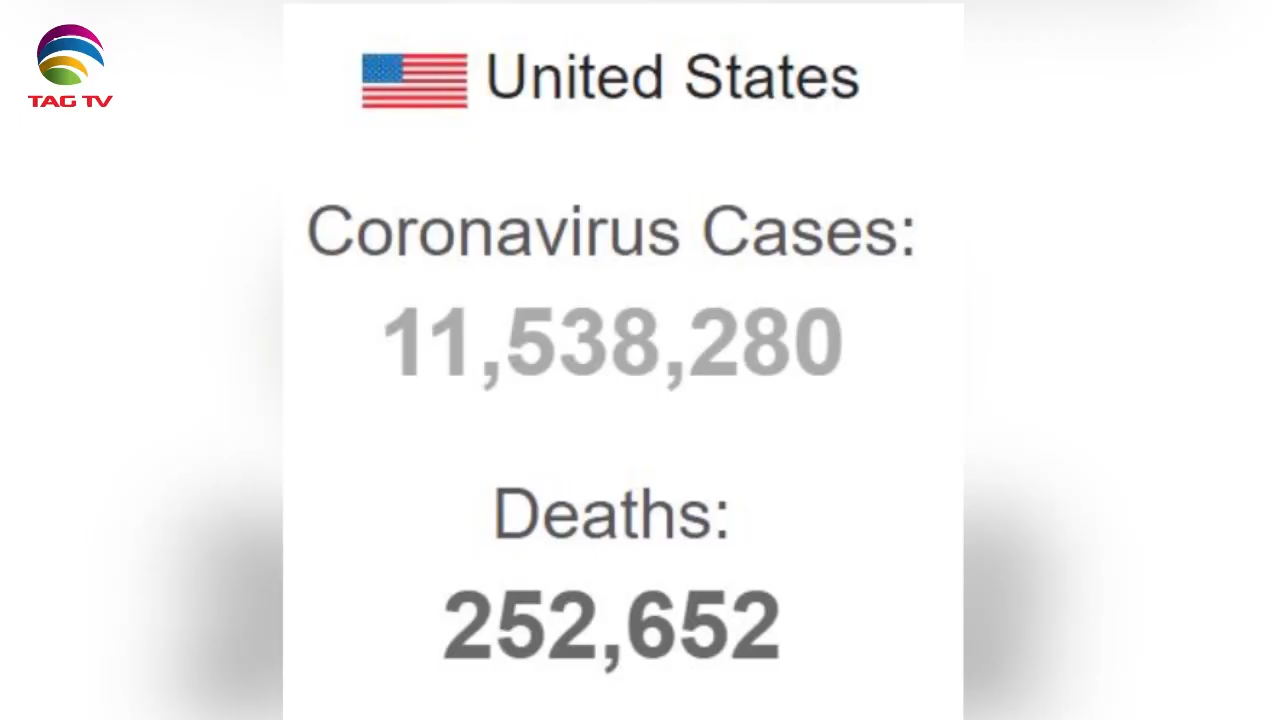 TAG TV
United States
Coronavirus Cases:
11,538,280
Deaths:
252,652